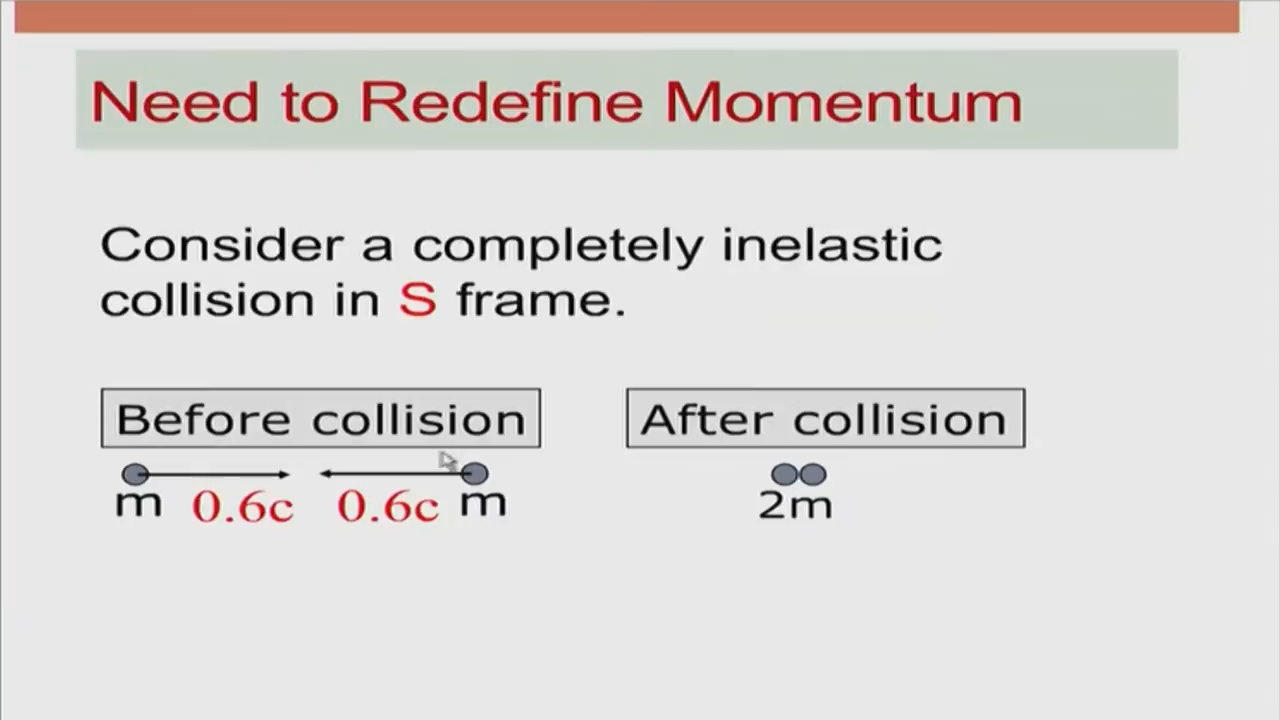 Need to Redefine Momentum
Consider a completely inelastic
collision in S frame.
Before collision
After collision
m 0.6c 0.6c m
2m